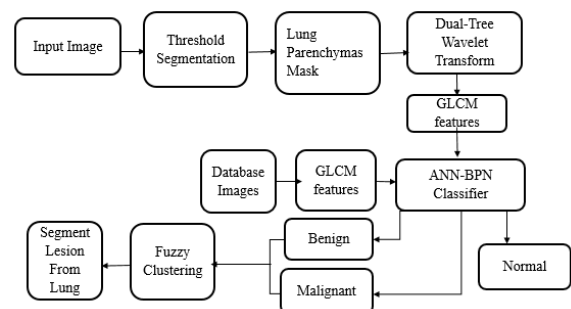 Input Image
Threshold
Segmentation
Lung
Parenchymas
Mask
Dual-Tree
Wavelet
Transform
GLCM
features
Database
Images
GLCM
features
ANN-BPN
Classifier
Segment
Lesion
From
Lung
Fuzzy
Clustering
Benign
Malignant
Normal